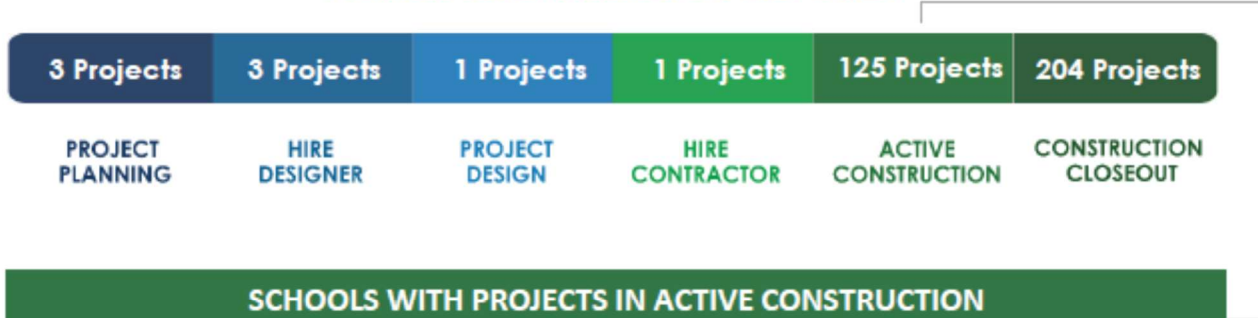 3 Projects 3 Projects 1 Projects 1 Projects 125 Projects 204 Projects
PROJECT PLANNING HIRE DESIGNER PROJECT DESIGN HIRE CONTRACTOR ACTIVE CONSTRUCTION CONSTRUCTION CLOSEOUT
SCHOOLS WITH PROJECTS IN ACTIVE CONSTRUCTION